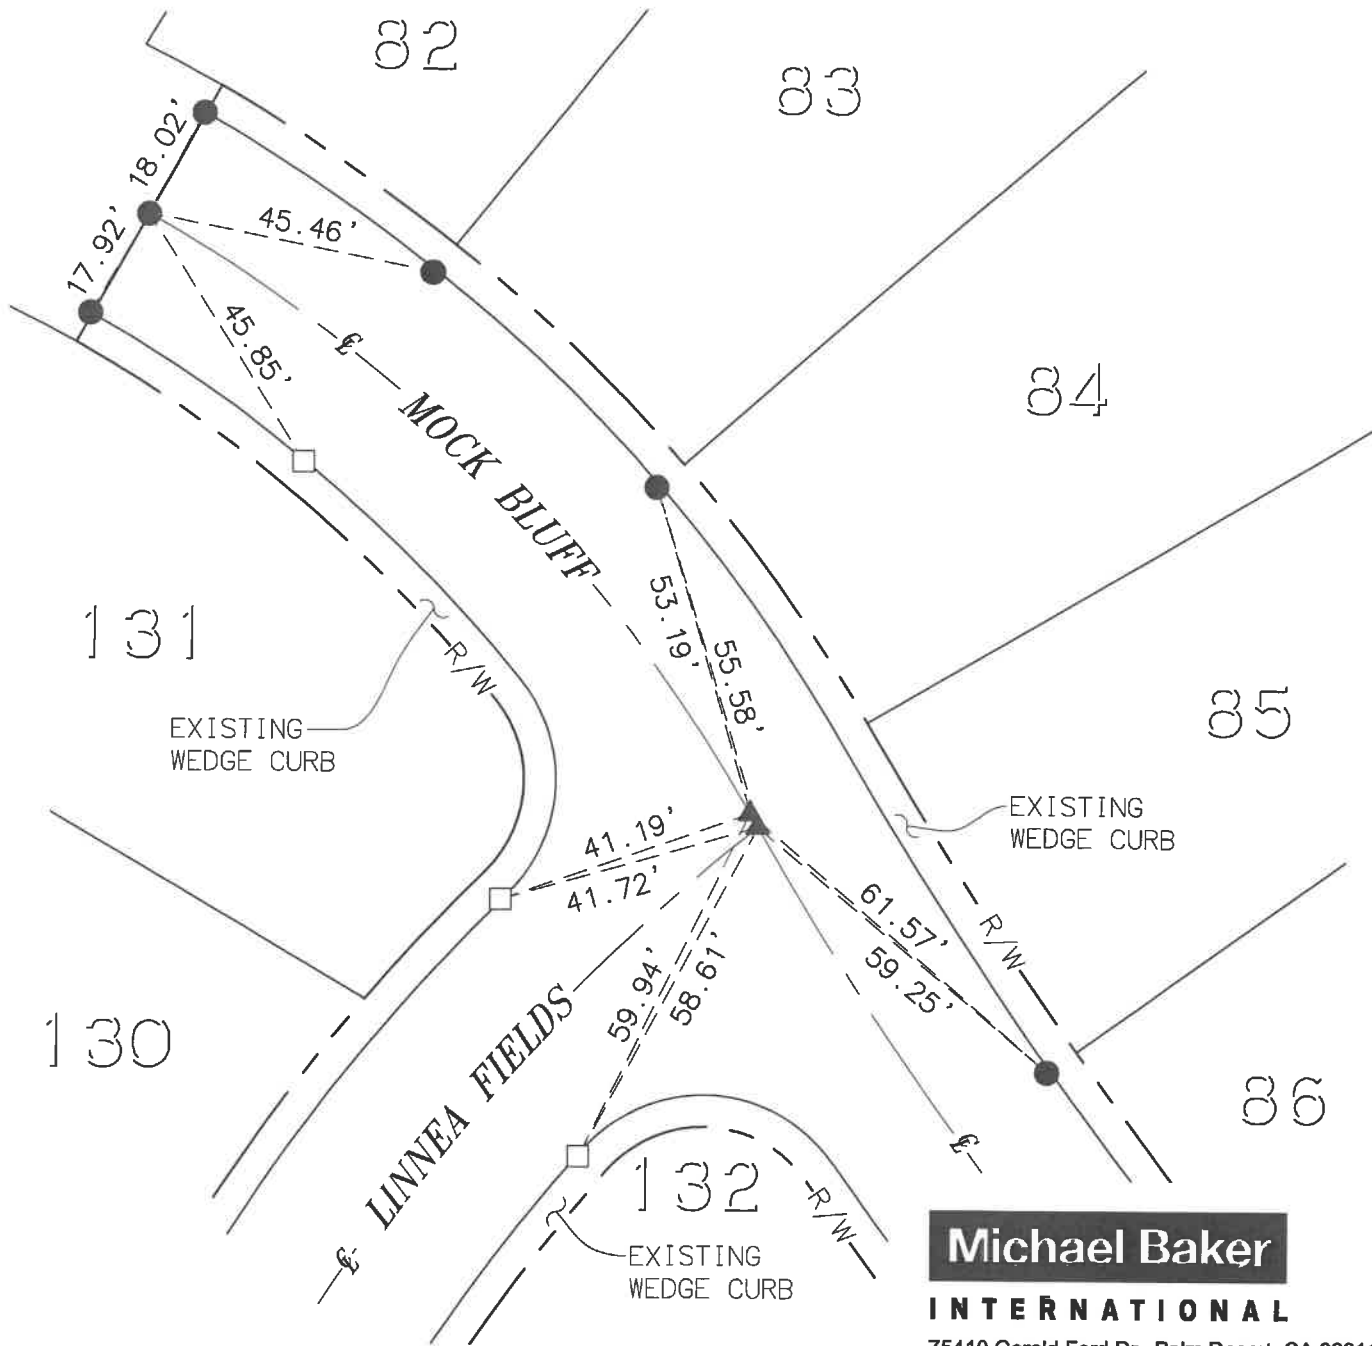 82
83
18.02'
45.46'
17.92'
45.85'
℄
84
MOCK BLUFF
131
R/W
53.19'
55.58'
85
EXISTING
WEDGE CURB
EXISTING
WEDGE CURB
41.19'
41.72'
61.57'
59.25'
R/W
59.94'
58.61'
LINNEA FIELDS
130
86
℄
132
R/W
℄
EXISTING
WEDGE CURB
Michael Baker
INTERNATIONAL